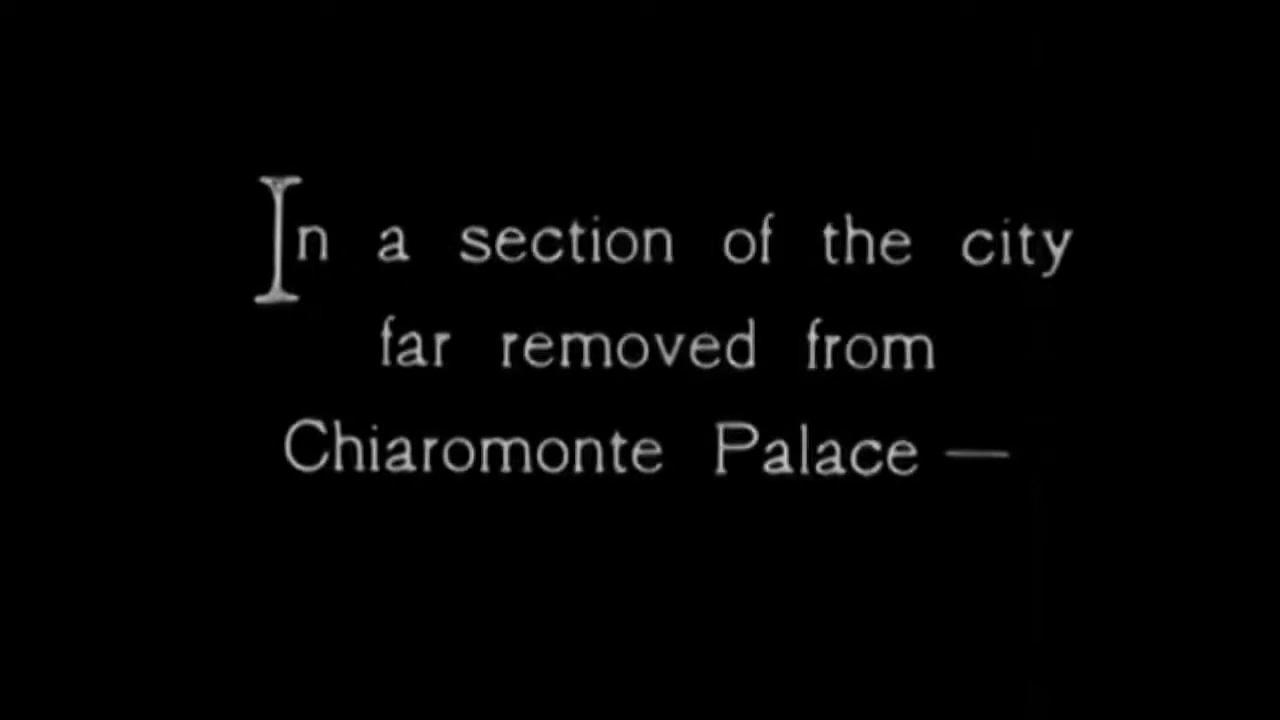 In a section of the city
far removed from
Chiaromonte Palace —